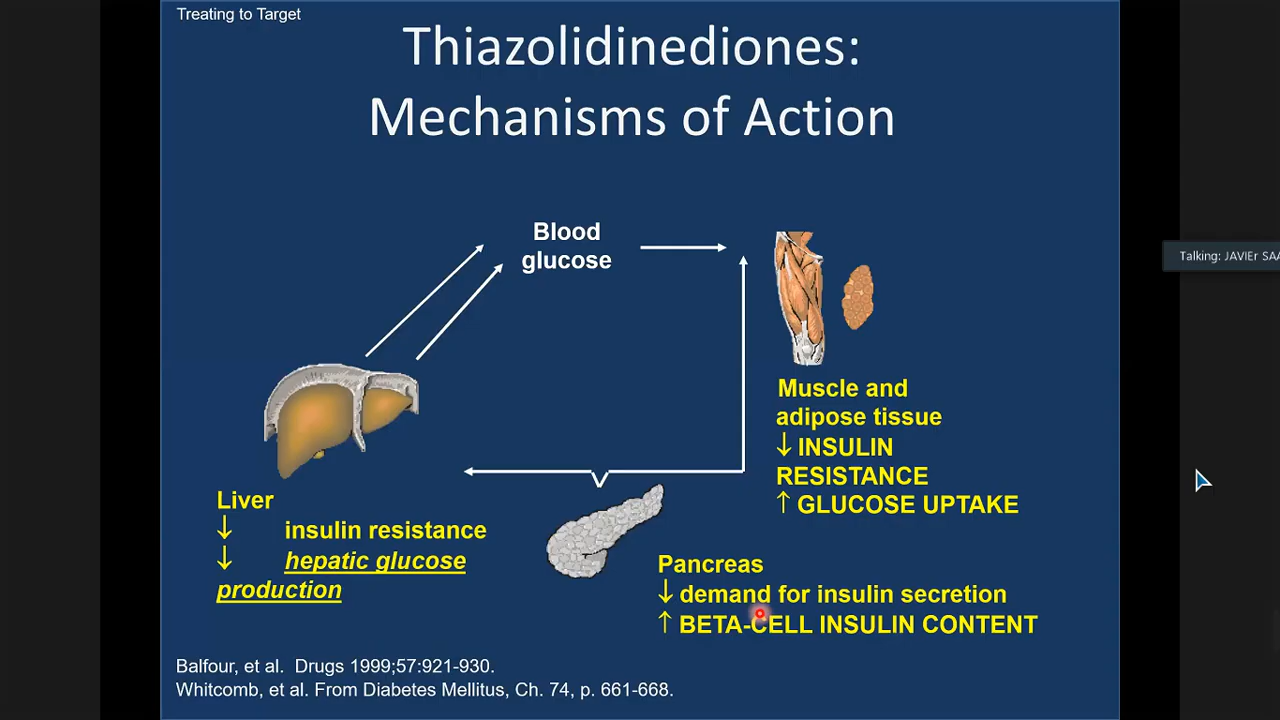 Treating to Target
Thiazolidinediones:
Mechanisms of Action
Blood
glucose
Talking: JAVIEr SAA
Muscle and
adipose tissue
↓ INSULIN
RESISTANCE
↑ GLUCOSE UPTAKE
Liver
↓ insulin resistance
↓ hepatic glucose
production
Pancreas
↓ demand for insulin secretion
↑ BETA-CELL INSULIN CONTENT
Balfour, et al. Drugs 1999;57:921-930.
Whitcomb, et al. From Diabetes Mellitus, Ch. 74, p. 661-668.